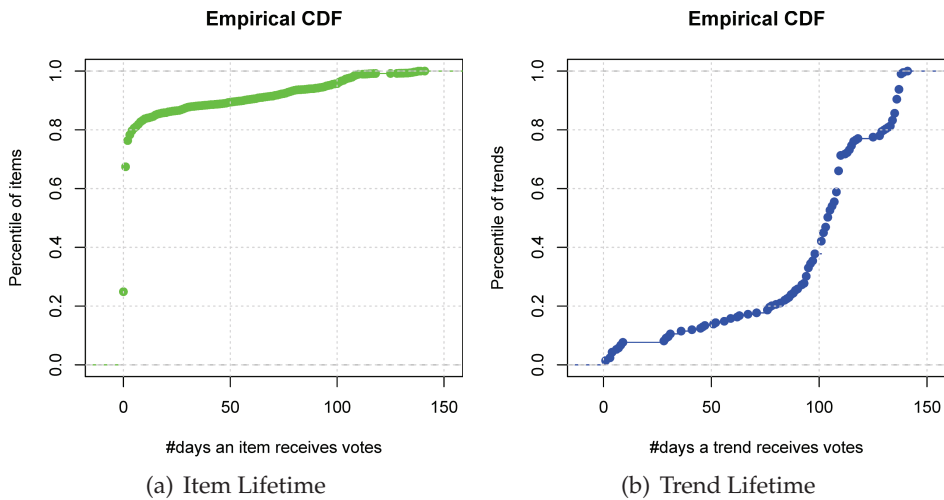 Empirical CDF
Percentile of items
0.0 0.2 0.4 0.6 0.8 1.0
0 50 100 150
#days an item receives votes
(a) Item Lifetime
Empirical CDF
Percentile of trends
0.0 0.2 0.4 0.6 0.8 1.0
0 50 100 150
#days a trend receives votes
(b) Trend Lifetime